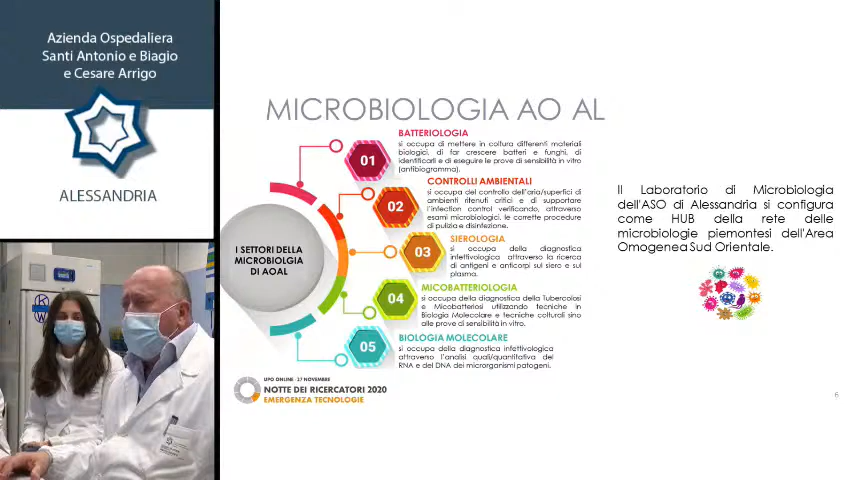 Azienda Ospedaliera
Santi Antonio e Biagio
e Cesare Arrigo
ALESSANDRIA
MICROBIOLOGIA AO AL
I SETTORI DELLA
MICROBIOLGIA
DI AOAL
01
BATTERIOLOGIA
si occupa di mettere in coltura differenti materiali
biologici, di far crescere batteri e funghi, di
identificarli e di eseguire le prove di sensibilità in vitro
(antibiogramma).
02
CONTROLLI AMBIENTALI
si occupa del controllo dell'aria/superfici di
ambienti ritenuti critici e di supportare
l'infection control verificando, attraverso
esami microbiologici, le corrette procedure
di pulizia e disinfezione.
03
SIEROLOGIA
si occupa della diagnostica
infettivologica attraverso la ricerca
di antigeni e anticorpi sul siero e sul
plasma.
04
MICOBATTERIOLOGIA
si occupa della diagnostica della Tubercolosi
e Micobatteriosi utilizzando tecniche in
Biologia Molecolare e tecniche colturali sino
alle prove di sensibilità in vitro.
05
BIOLOGIA MOLECOLARE
si occupa della diagnostica infettivologica
attraverso l'analisi quali/quantitativa del
RNA e del DNA dei microrganismi patogeni.
Il Laboratorio di Microbiologia
dell'ASO di Alessandria si configura
come HUB della rete delle
microbiologie piemontesi dell'Area
Omogenea Sud Orientale.
UPO ONLINE · 27 NOVEMBRE
NOTTE DEI RICERCATORI 2020
EMERGENZA TECNOLOGIE
6